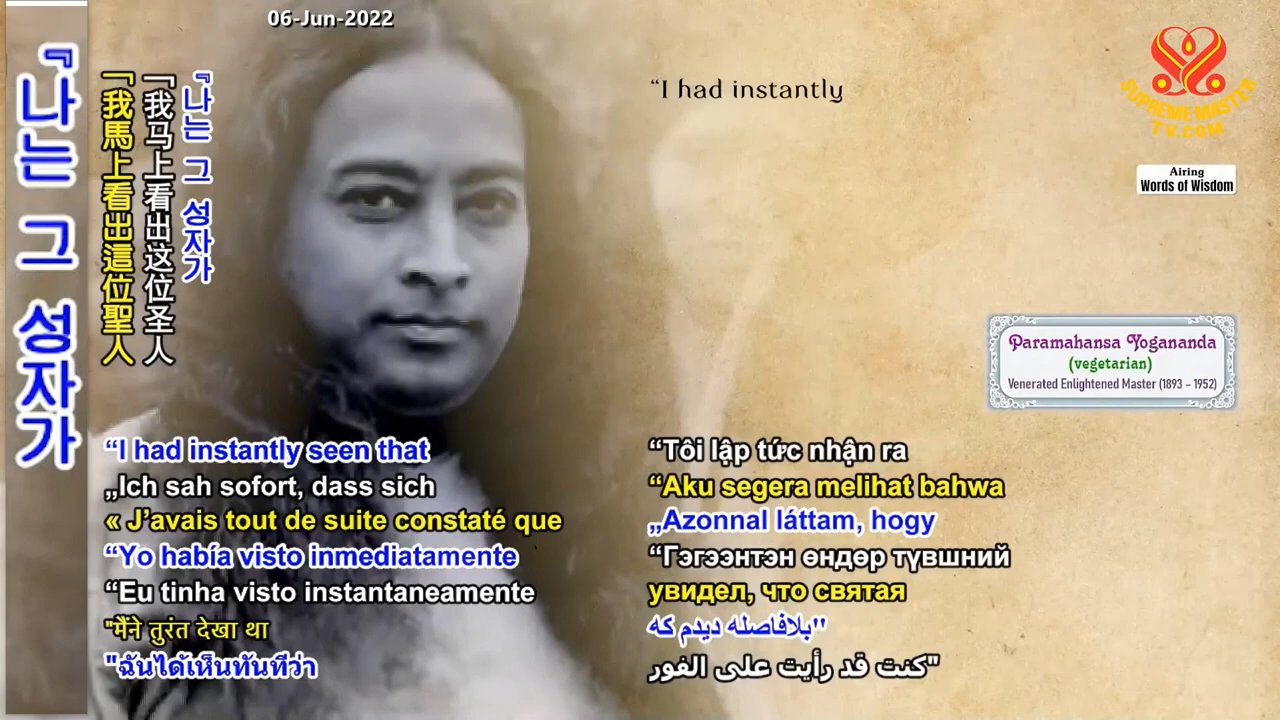 06-Jun-2022
『나는 그 성자가
「我馬上看出這位聖人
「我马上看出这位圣人
『나는 그 성자가
“I had instantly
SUPREME MASTER
TV.COM
Airing
Words of Wisdom
Paramahansa Yogananda
(vegetarian)
Venerated Enlightened Master (1893 – 1952)
“I had instantly seen that
„Ich sah sofort, dass sich
« J’avais tout de suite constaté que
“Yo había visto inmediatamente
“Eu tinha visto instantaneamente
"मैंने तुरंत देखा था
"ฉันได้เห็นทันทีว่า
“Tôi lập tức nhận ra
“Aku segera melihat bahwa
„Azonnal láttam, hogy
“Гэгээнтэн өндөр түвшний
увидел, что святая
"بلافاصله دیدم که
"كنت قد رأيت على الفور